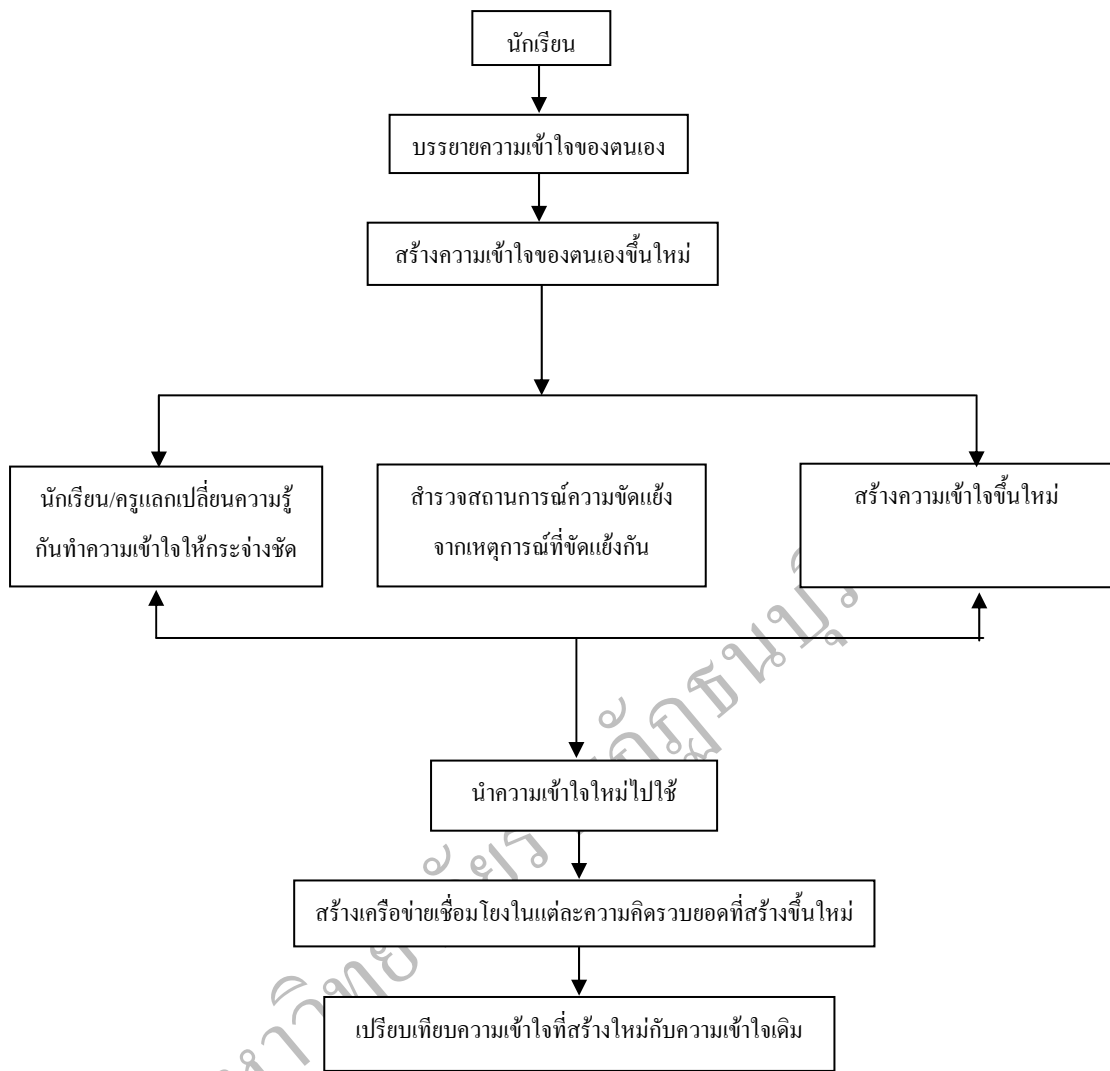 นักเรียน
บรรยายความเข้าใจของตนเอง
สร้างความเข้าใจของตนเองขึ้นใหม่
นักเรียน/ครูแลกเปลี่ยนความรู้
กันทำความเข้าใจให้กระจ่างชัด
สำรวจสถานการณ์ความขัดแย้ง
จากเหตุการณ์ที่ขัดแย้งกัน
สร้างความเข้าใจขึ้นใหม่
นำความเข้าใจใหม่ไปใช้
สร้างเครือข่ายเชื่อมโยงในแต่ละความคิดรวบยอดที่สร้างขึ้นใหม่
เปรียบเทียบความเข้าใจที่สร้างใหม่กับความเข้าใจเดิม